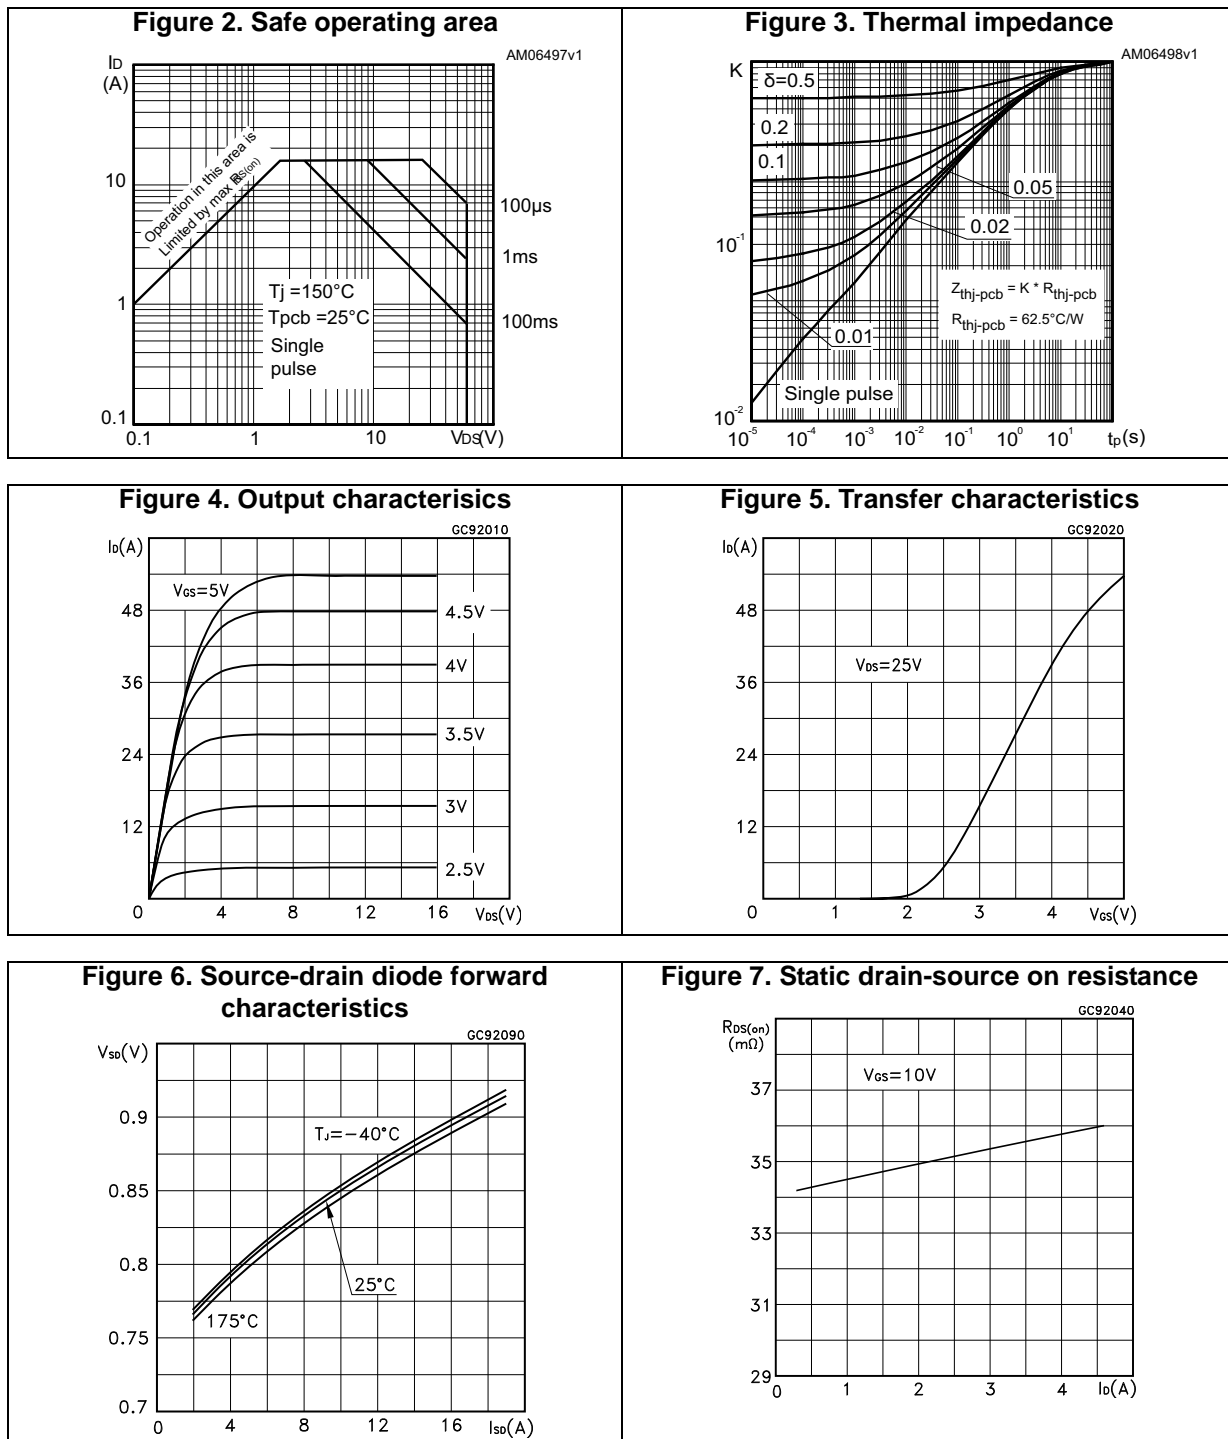 Figure 2. Safe operating area
AM06497v1
ID
(A)
Operation in this area is
Limited by max RDS(on)
10
1
0.1
0.1
1
10
VDS(V)
100µs
1ms
100ms
Tj =150°C
Tpcb =25°C
Single
pulse
Figure 3. Thermal impedance
AM06498v1
K
δ=0.5
0.2
0.1
0.05
0.02
0.01
10-1
10-2
Zthj-pcb = K * Rthj-pcb
Rthj-pcb = 62.5°C/W
Single pulse
10-5
10-4
10-3
10-2
10-1
100
101
tp(s)
Figure 4. Output characterisics
GC92010
ID(A)
VGS=5V
4.5V
4V
3.5V
3V
2.5V
48
36
24
12
0
4
8
12
16
VDS(V)
Figure 5. Transfer characteristics
GC92020
ID(A)
VDS=25V
48
36
24
12
0
1
2
3
4
VGS(V)
Figure 6. Source-drain diode forward
characteristics
GC92090
VSD(V)
0.9
0.85
0.8
0.75
0.7
TJ=−40°C
25°C
175°C
0
4
8
12
16
ISD(A)
Figure 7. Static drain-source on resistance
GC92040
RDS(on)
(mΩ)
VGS=10V
37
35
33
31
29
0
1
2
3
4
ID(A)